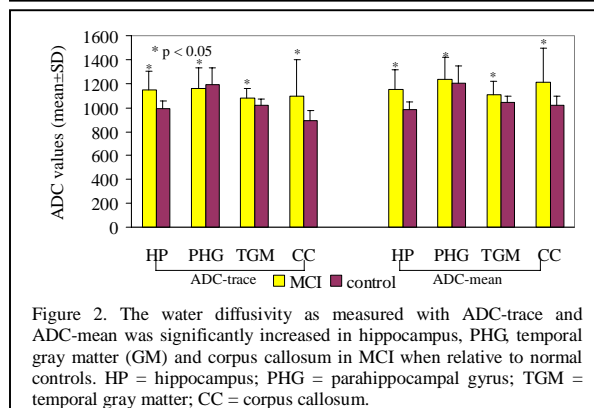 * p < 0.05
1600
1400
1200
1000
800
600
400
200
0
ADC values (mean±SD)
* * * * * * * *
HP PHG TGM CC HP PHG TGM CC
ADC-trace MCI control ADC-mean
Figure 2. The water diffusivity as measured with ADC-trace and
ADC-mean was significantly increased in hippocampus, PHG, temporal
gray matter (GM) and corpus callosum in MCI when relative to normal
controls. HP = hippocampus; PHG = parahippocampal gyrus; TGM =
temporal gray matter; CC = corpus callosum.